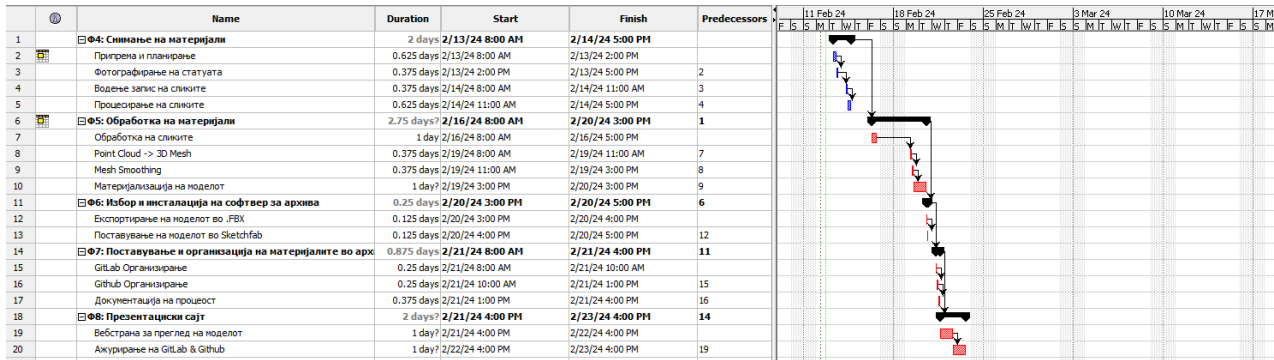 Name Duration Start Finish Predecessors
11 Feb 24 18 Feb 24 25 Feb 24 3 Mar 24 10 Mar 24 17 M
F S S M T W T F S S M T W T F S S M T W T F S S M T W T F S S M T W T F S S M
1 Ф4: Снимање на материјали 2 days 2/13/24 8:00 AM 2/14/24 5:00 PM
2 Припрема и планирање 0.625 days 2/13/24 8:00 AM 2/13/24 2:00 PM
3 Фотографирање на статуата 0.375 days 2/13/24 2:00 PM 2/13/24 5:00 PM 2
4 Водење запис на сликите 0.375 days 2/14/24 8:00 AM 2/14/24 11:00 AM 3
5 Процесирање на сликите 0.625 days 2/14/24 11:00 AM 2/14/24 5:00 PM 4
6 Ф5: Обработка на материјали 2.75 days? 2/16/24 8:00 AM 2/20/24 3:00 PM 1
7 Обработка на сликите 1 day 2/16/24 8:00 AM 2/16/24 5:00 PM
8 Point Cloud -> 3D Mesh 0.375 days 2/19/24 8:00 AM 2/19/24 11:00 AM 7
9 Mesh Smoothing 0.375 days 2/19/24 11:00 AM 2/19/24 3:00 PM 8
10 Материјализација на моделот 1 day? 2/19/24 3:00 PM 2/20/24 3:00 PM 9
11 Ф6: Избор и инсталација на софтвер за архива 0.25 days 2/20/24 3:00 PM 2/20/24 5:00 PM 6
12 Експортирање на моделот во .FBX 0.125 days 2/20/24 3:00 PM 2/20/24 4:00 PM
13 Поставување на моделот во Sketchfab 0.125 days 2/20/24 4:00 PM 2/20/24 5:00 PM 12
14 Ф7: Поставување и организација на материјалите во архи 0.875 days 2/21/24 8:00 AM 2/21/24 4:00 PM 11
15 GitLab Организирање 0.25 days 2/21/24 8:00 AM 2/21/24 10:00 AM
16 Github Организирање 0.25 days 2/21/24 10:00 AM 2/21/24 1:00 PM 15
17 Документација на процеост 0.375 days 2/21/24 1:00 PM 2/21/24 4:00 PM 16
18 Ф8: Презентациски сајт 2 days? 2/21/24 4:00 PM 2/23/24 4:00 PM 14
19 Вебстрана за преглед на моделот 1 day? 2/21/24 4:00 PM 2/22/24 4:00 PM
20 Ажурирање на GitLab & Github 1 day? 2/22/24 4:00 PM 2/23/24 4:00 PM 19